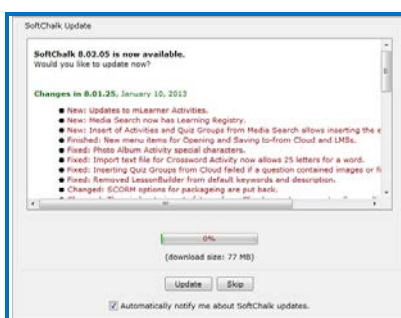 SoftChalk Update
SoftChalk 8.02.05 is now available.
Would you like to update now?
Changes in 8.01.25, January 10, 2013
New: Updates to mLearner Activities.
New: Media Search now has Learning Registry.
New: Insert of Activities and Quiz Groups from Media Search allows inserting the e
Finished: New menu items for Opening and Saving to-from Cloud and LMSs.
Fixed: Photo Album Activity special characters.
Fixed: Import text file for Crossword Activity now allows 25 letters for a word.
Fixed: Inserting Quiz Groups from Cloud failed if a question contained images or fi
Fixed: Removed LessonBuilder from default keywords and description.
Changed: SCORM options for packageing are put back.
0%
(download size: 77 MB)
Update Skip
Automatically notify me about SoftChalk updates.